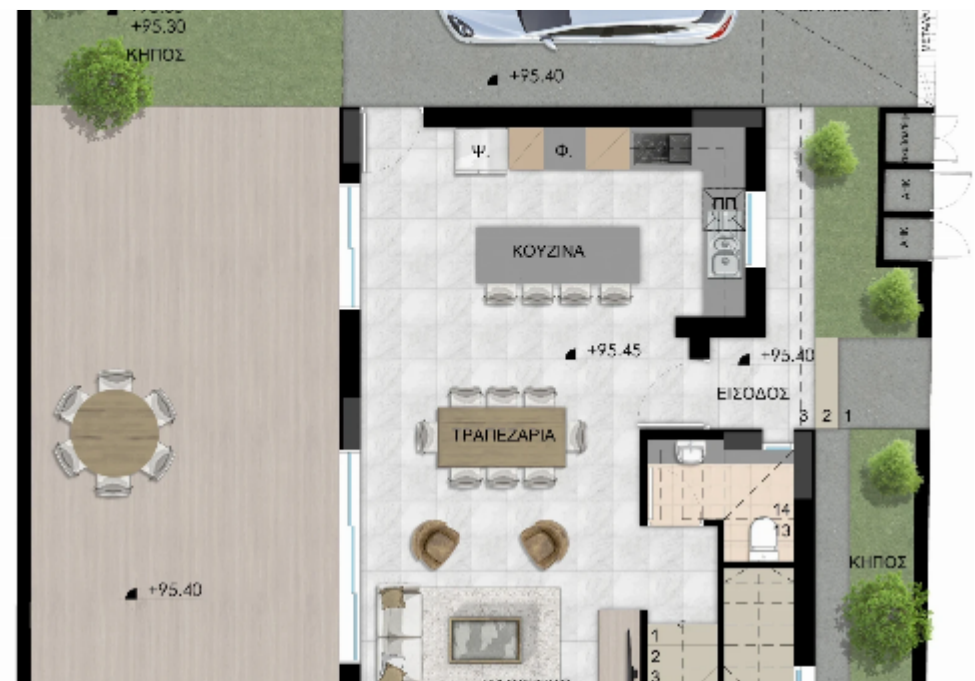 +95.30
ΚΗΠΟΣ
+95.40
Ψ.
Φ.
ΠΠ
ΚΟΥΖΙΝΑ
+95.45
+95.40
ΕΙΣΟΔΟΣ
3 2 1
ΤΡΑΠΕΖΑΡΙΑ
14
13
ΚΗΠΟΣ
+95.40
1
2
3